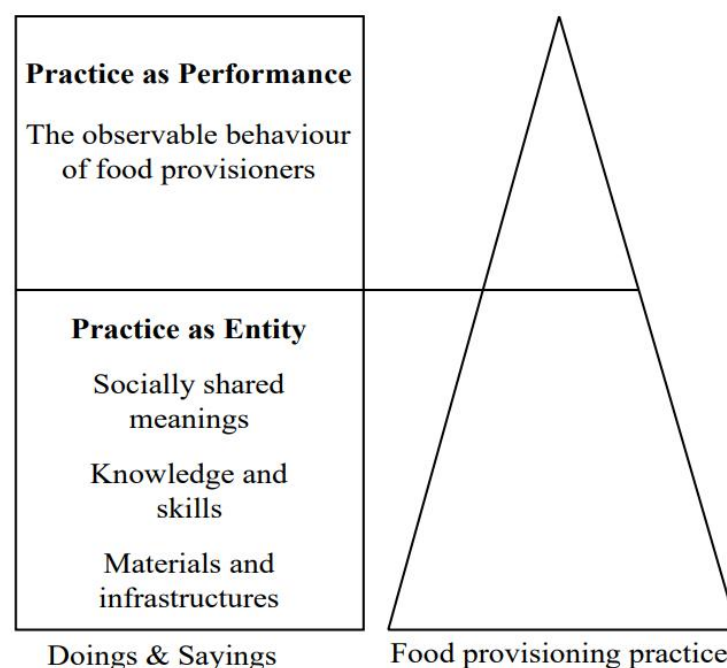 Practice as Performance
The observable behaviour
of food provisioners
Practice as Entity
Socially shared
meanings
Knowledge and
skills
Materials and
infrastructures
Doings & Sayings
Food provisioning practice